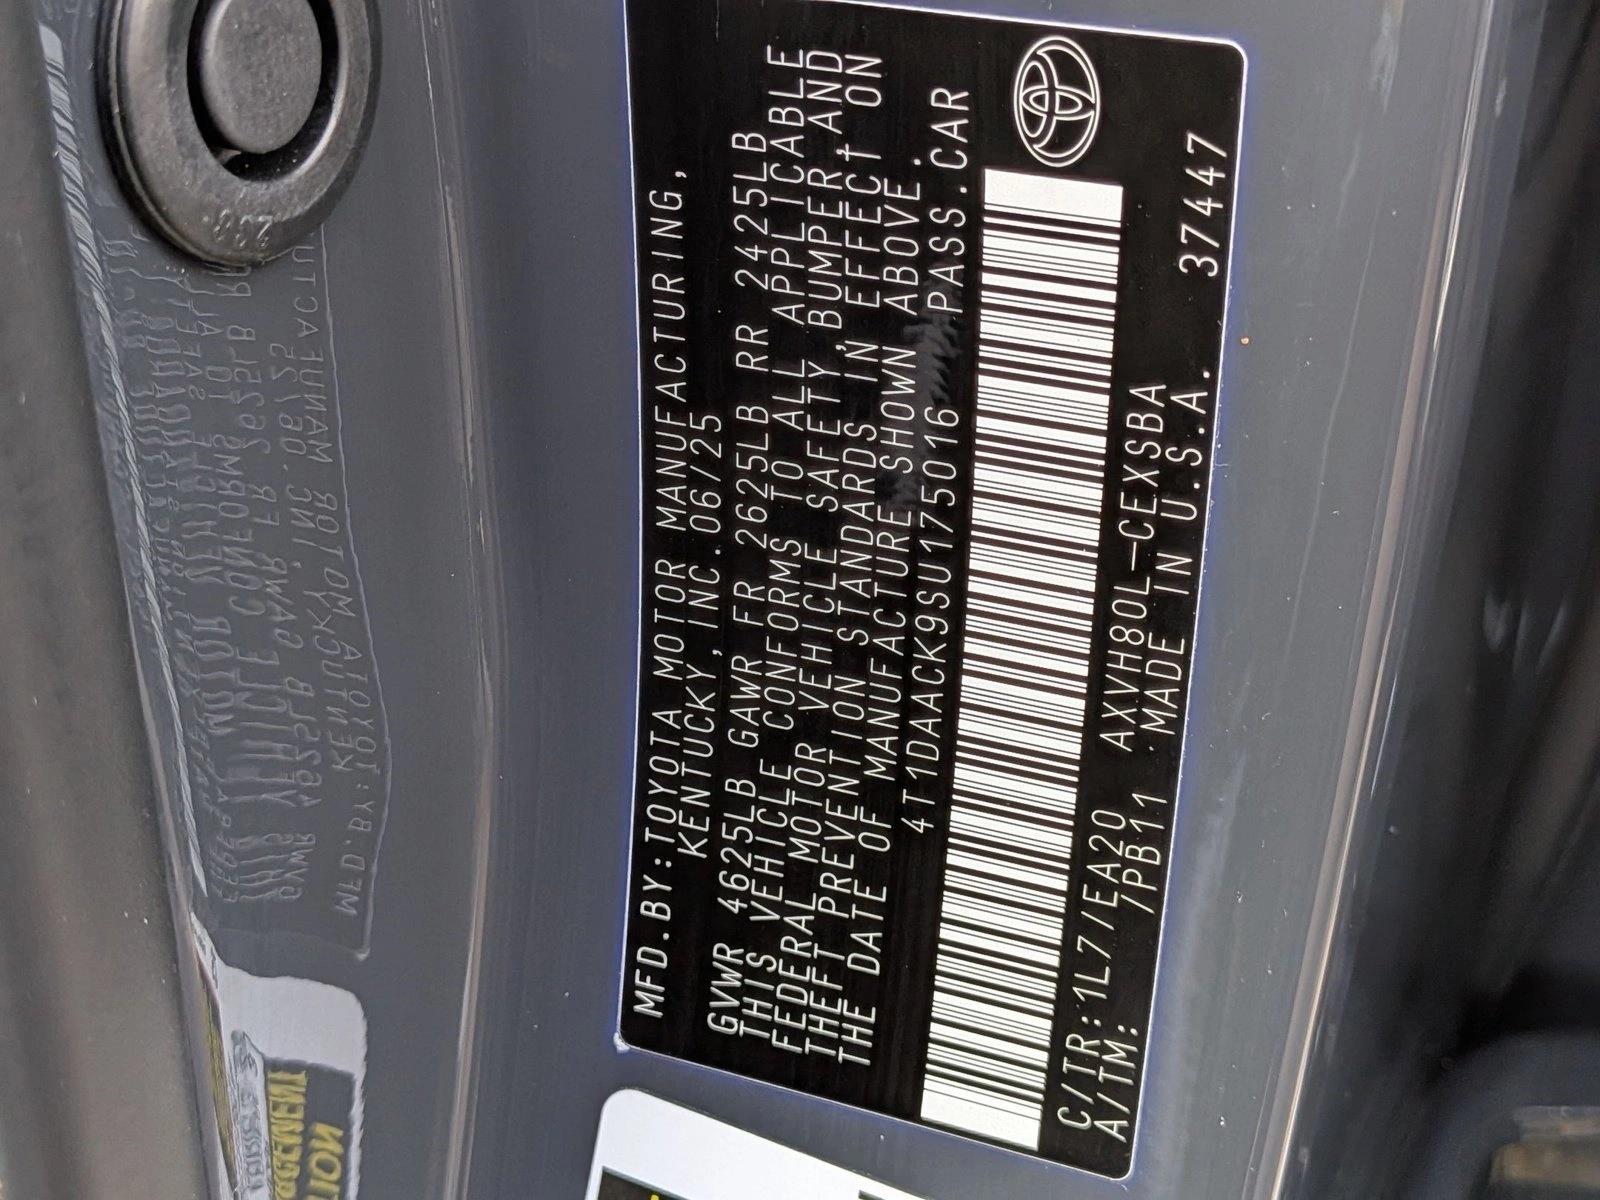 MFD.BY:TOYOTA MOTOR MANUFACTURING,
KENTUCKY, INC. 06/25
GVWR 4625LB GAWR FR 2625LB RR 2425LB
THIS VEHICLE CONFORMS TO ALL APPLICABLE
FEDERAL MOTOR VEHICLE SAFETY, BUMPER, AND
THEFT PREVENTION STANDARDS IN EFFECT ON
THE DATE OF MANUFACTURE SHOWN ABOVE.
4T1DAACK9SU175016 PASS.CAR
C/TR:1L7/EA20 AXVH80L-CEXSBA
A/TM: /PB11 MADE IN U.S.A. 37447